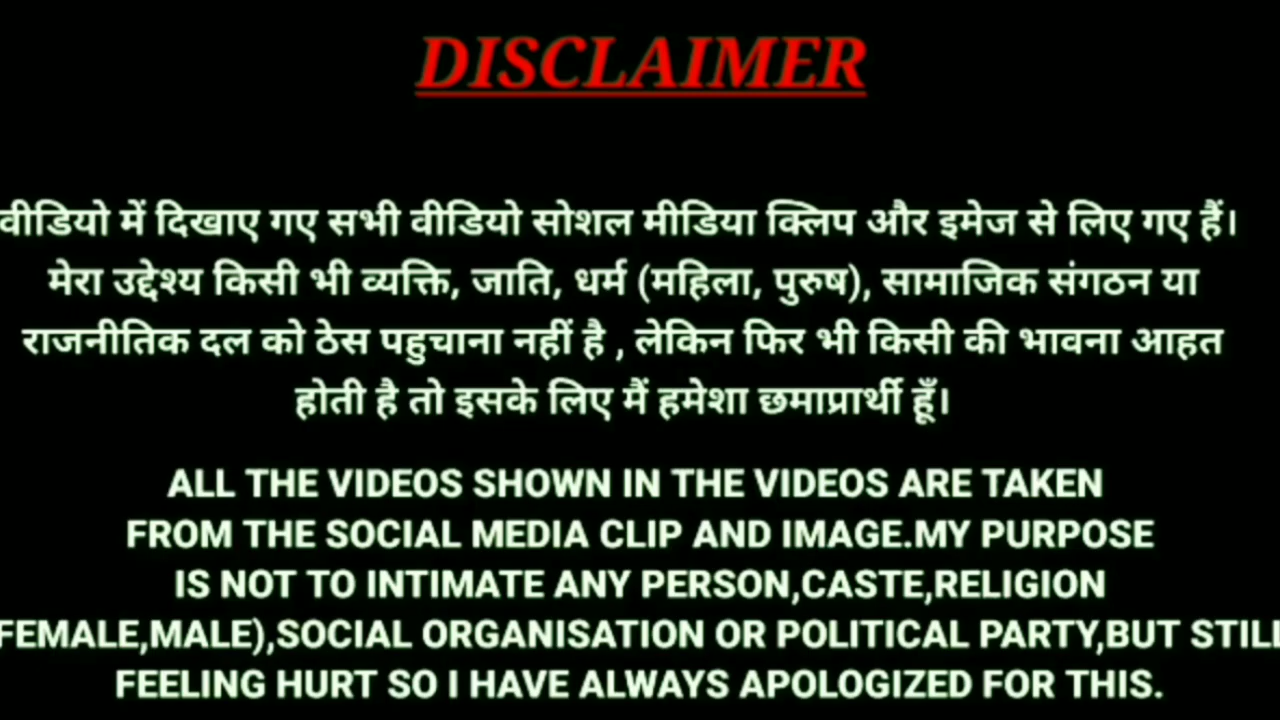 DISCLAIMER
वीडियो में दिखाए गए सभी वीडियो सोशल मीडिया क्लिप और इमेज से लिए गए हैं।
मेरा उद्देश्य किसी भी व्यक्ति, जाति, धर्म (महिला, पुरुष), सामाजिक संगठन या
राजनीतिक दल को ठेस पहुचाना नहीं है , लेकिन फिर भी किसी की भावना आहत
होती है तो इसके लिए मैं हमेशा छमाप्रार्थी हूँ।
ALL THE VIDEOS SHOWN IN THE VIDEOS ARE TAKEN
FROM THE SOCIAL MEDIA CLIP AND IMAGE.MY PURPOSE
IS NOT TO INTIMATE ANY PERSON,CASTE,RELIGION
FEMALE,MALE),SOCIAL ORGANISATION OR POLITICAL PARTY,BUT STILL
FEELING HURT SO I HAVE ALWAYS APOLOGIZED FOR THIS.